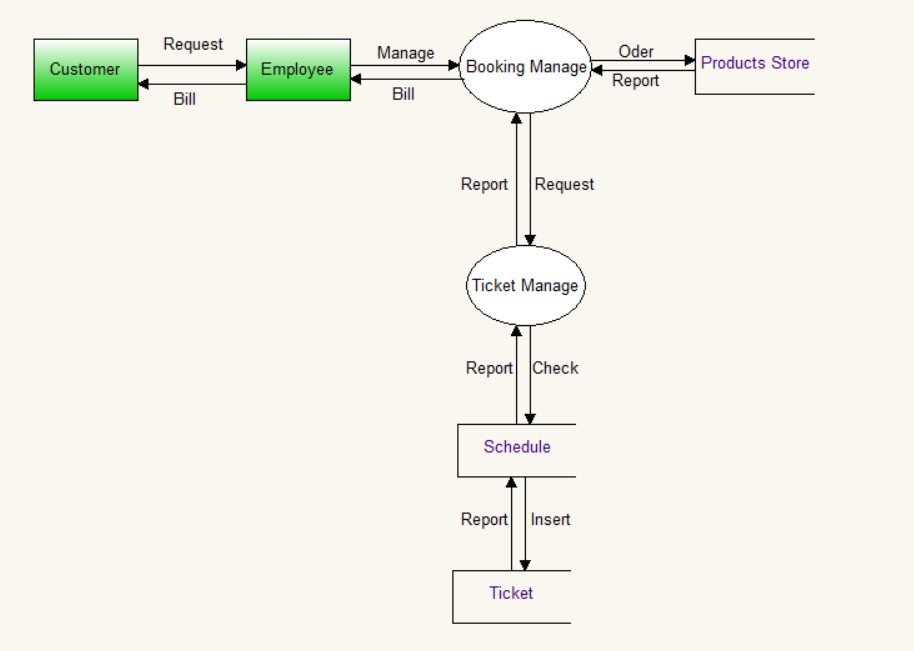 Request
Manage
Oder
Customer
Employee
Booking Manage
Products Store
Bill
Bill
Report
Report
Request
Ticket Manage
Report
Check
Schedule
Report
Insert
Ticket